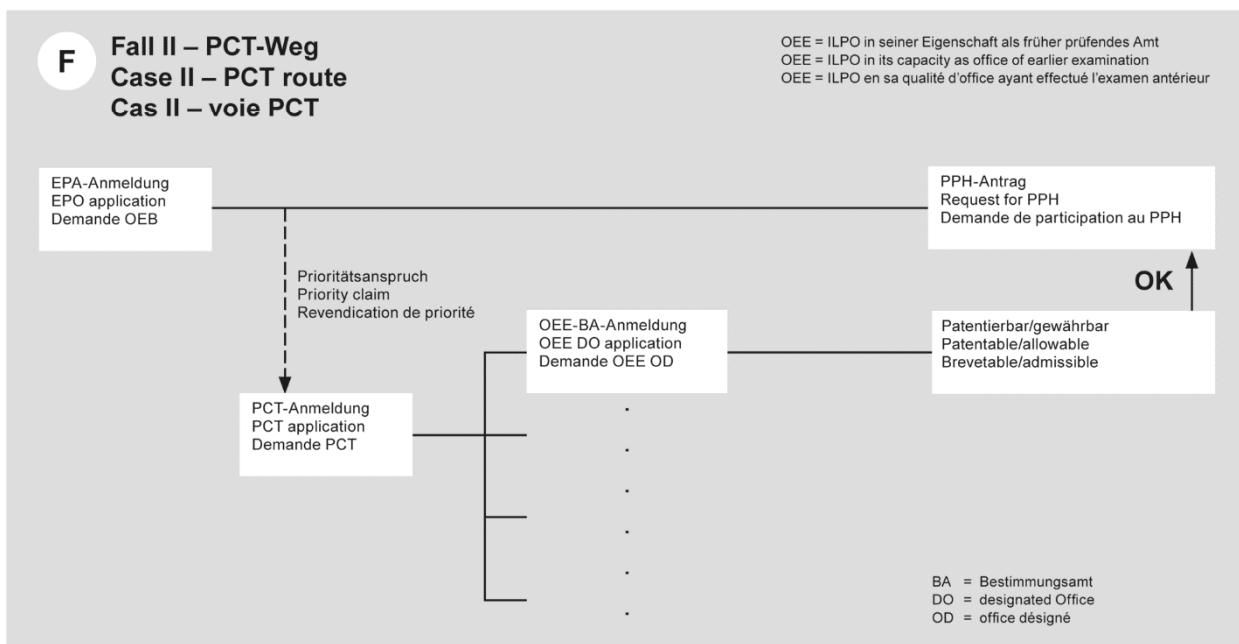 F
Fall II – PCT-Weg
Case II – PCT route
Cas II – voie PCT
OEE = ILPO in seiner Eigenschaft als früher prüfendes Amt
OEE = ILPO in its capacity as office of earlier examination
OEE = ILPO en sa qualité d'office ayant effectué l'examen antérieur
EPA-Anmeldung
EPO application
Demande OEB
PPH-Antrag
Request for PPH
Demande de participation au PPH
Prioritätsanspruch
Priority claim
Revendication de priorité
OK
OEE-BA-Anmeldung
OEE DO application
Demande OEE OD
Patentierbar/gewährbar
Patentable/allowable
Brevetable/admissible
PCT-Anmeldung
PCT application
Demande PCT
BA = Bestimmungsamt
DO = designated Office
OD = office désigné